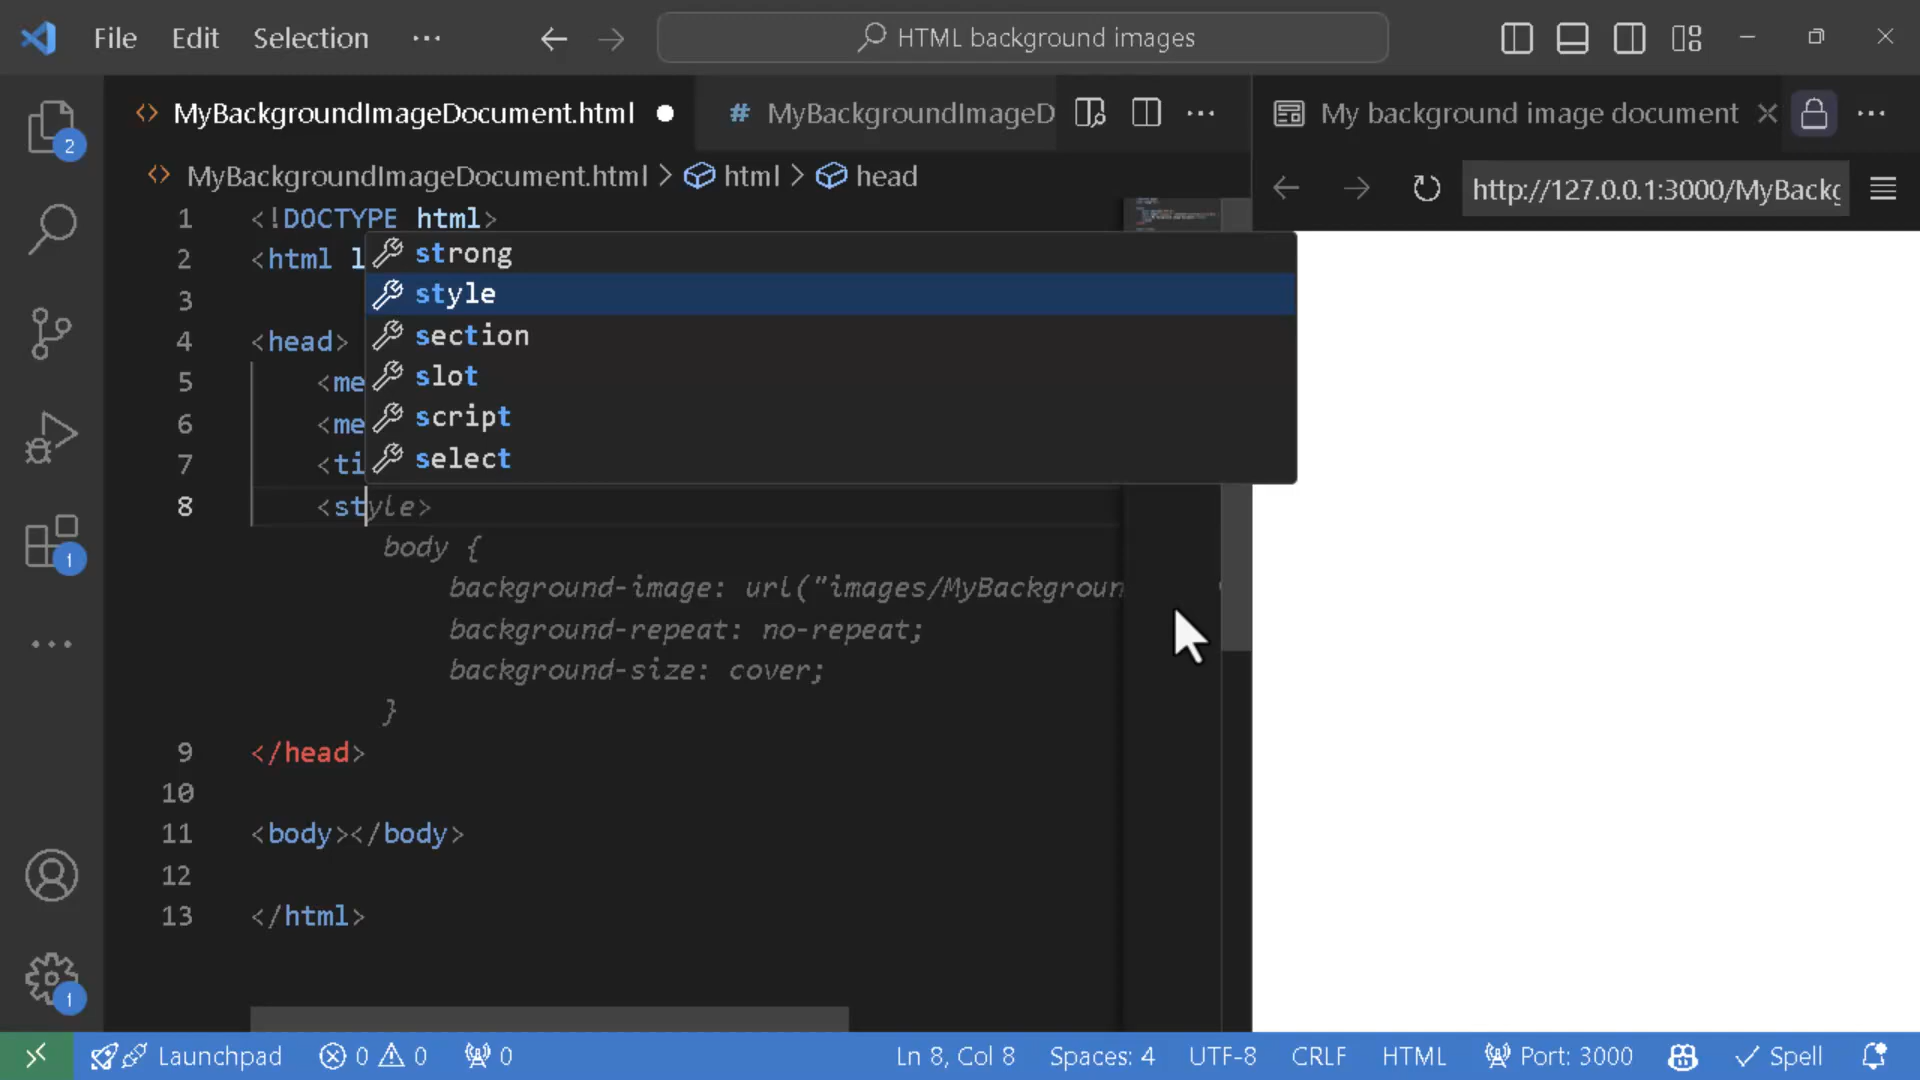 File Edit Selection ··· HTML background images
MyBackgroundImageDocument.html # MyBackgroundImageD ··· My background image document ···
MyBackgroundImageDocument.html > html > head http://127.0.0.1:3000/MyBackg
1 <!DOCTYPE html>
2 <html l
strong
3
style
4 <head>
section
5 <me
slot
6 <me
script
7 <ti
select
8 <style>
body {
background-image: url("images/MyBackgroun
background-repeat: no-repeat;
background-size: cover;
}
9 </head>
10
11 <body></body>
12
13 </html>
2
1
1
Launchpad 0 0 0 Ln 8, Col 8 Spaces: 4 UTF-8 CRLF HTML Port: 3000 Spell